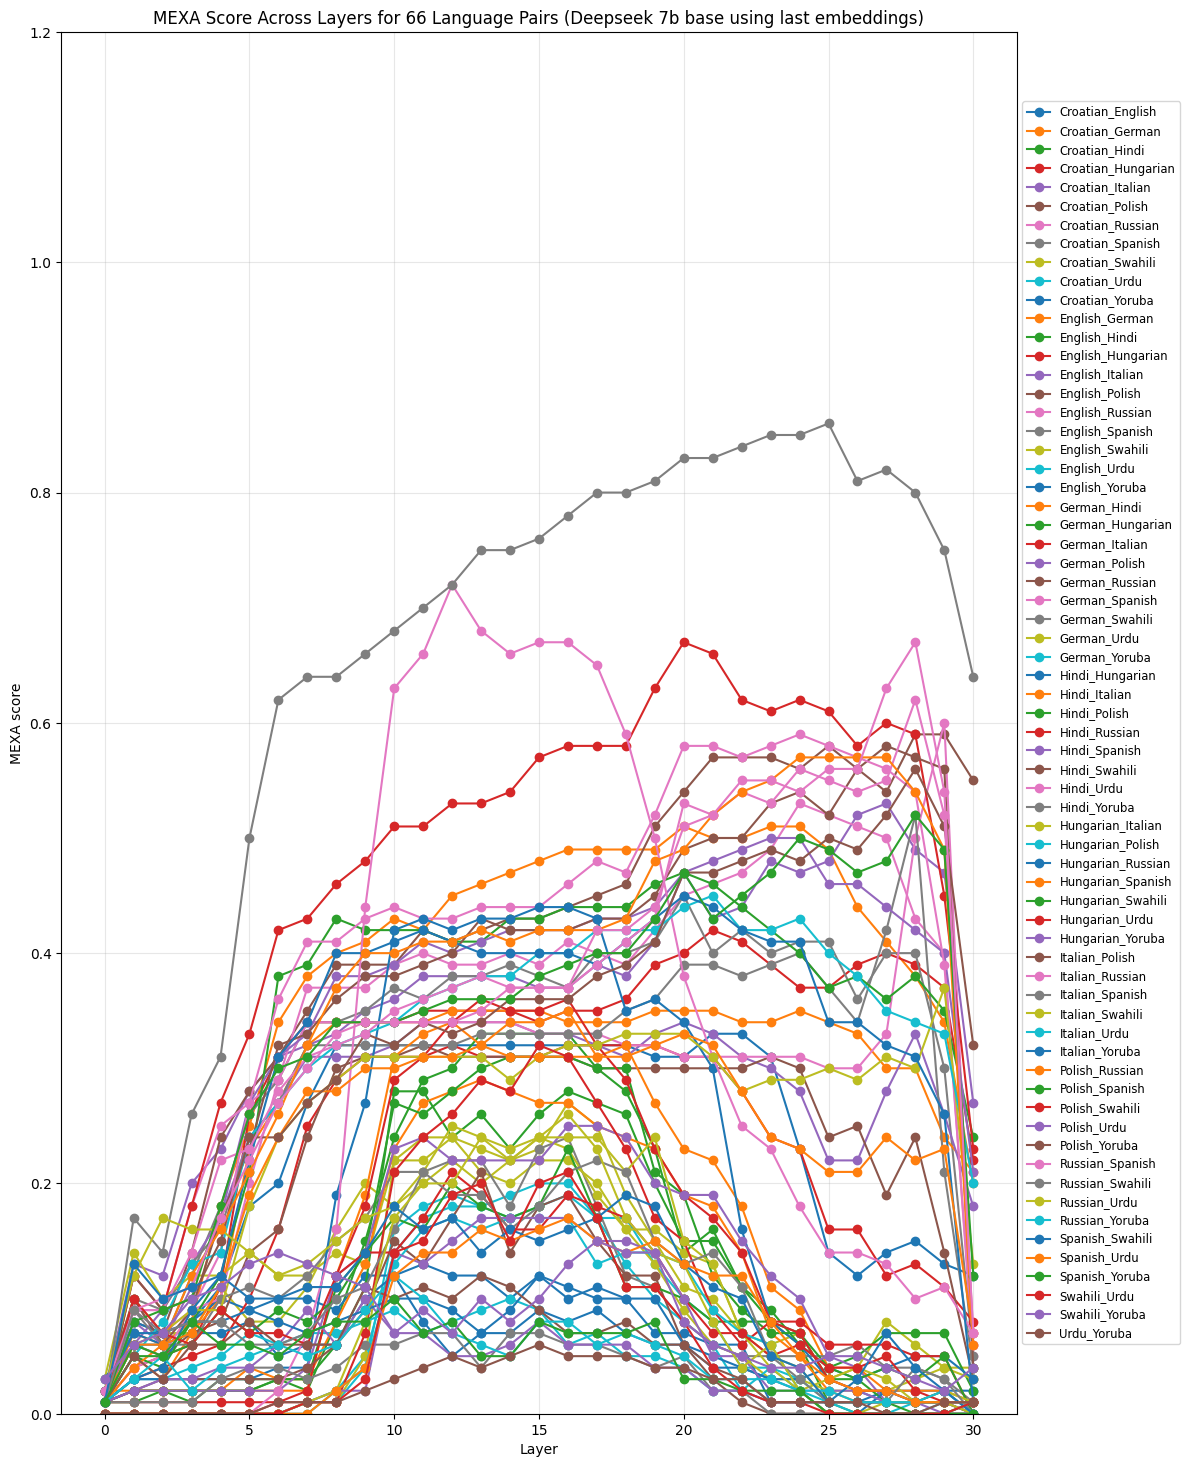 MEXA Score Across Layers for 66 Language Pairs (Deepseek 7b base using last embeddings)
1.2
1.0
0.8
0.6
0.4
0.2
0.0
MEXA score
0 5 10 15 20 25 30
Layer
Croatian_English
Croatian_German
Croatian_Hindi
Croatian_Hungarian
Croatian_Italian
Croatian_Polish
Croatian_Russian
Croatian_Spanish
Croatian_Swahili
Croatian_Urdu
Croatian_Yoruba
English_German
English_Hindi
English_Hungarian
English_Italian
English_Polish
English_Russian
English_Spanish
English_Swahili
English_Urdu
English_Yoruba
German_Hindi
German_Hungarian
German_Italian
German_Polish
German_Russian
German_Spanish
German_Swahili
German_Urdu
German_Yoruba
Hindi_Hungarian
Hindi_Italian
Hindi_Polish
Hindi_Russian
Hindi_Spanish
Hindi_Swahili
Hindi_Urdu
Hindi_Yoruba
Hungarian_Italian
Hungarian_Polish
Hungarian_Russian
Hungarian_Spanish
Hungarian_Swahili
Hungarian_Urdu
Hungarian_Yoruba
Italian_Polish
Italian_Russian
Italian_Spanish
Italian_Swahili
Italian_Urdu
Italian_Yoruba
Polish_Russian
Polish_Spanish
Polish_Swahili
Polish_Urdu
Polish_Yoruba
Russian_Spanish
Russian_Swahili
Russian_Urdu
Russian_Yoruba
Spanish_Swahili
Spanish_Urdu
Spanish_Yoruba
Swahili_Urdu
Swahili_Yoruba
Urdu_Yoruba